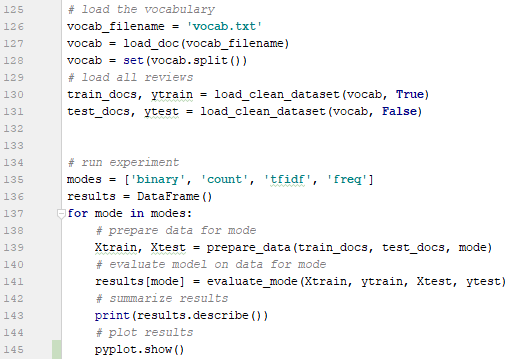 125 # load the vocabulary
126 vocab_filename = 'vocab.txt'
127 vocab = load_doc(vocab_filename)
128 vocab = set(vocab.split())
129 # load all reviews
130 train_docs, ytrain = load_clean_dataset(vocab, True)
131 test_docs, ytest = load_clean_dataset(vocab, False)
132
133
134 # run experiment
135 modes = ['binary', 'count', 'tfidf', 'freq']
136 results = DataFrame()
137 for mode in modes:
138     # prepare data for mode
139     Xtrain, Xtest = prepare_data(train_docs, test_docs, mode)
140     # evaluate model on data for mode
141     results[mode] = evaluate_mode(Xtrain, ytrain, Xtest, ytest)
142     # summarize results
143     print(results.describe())
144     # plot results
145     pyplot.show()